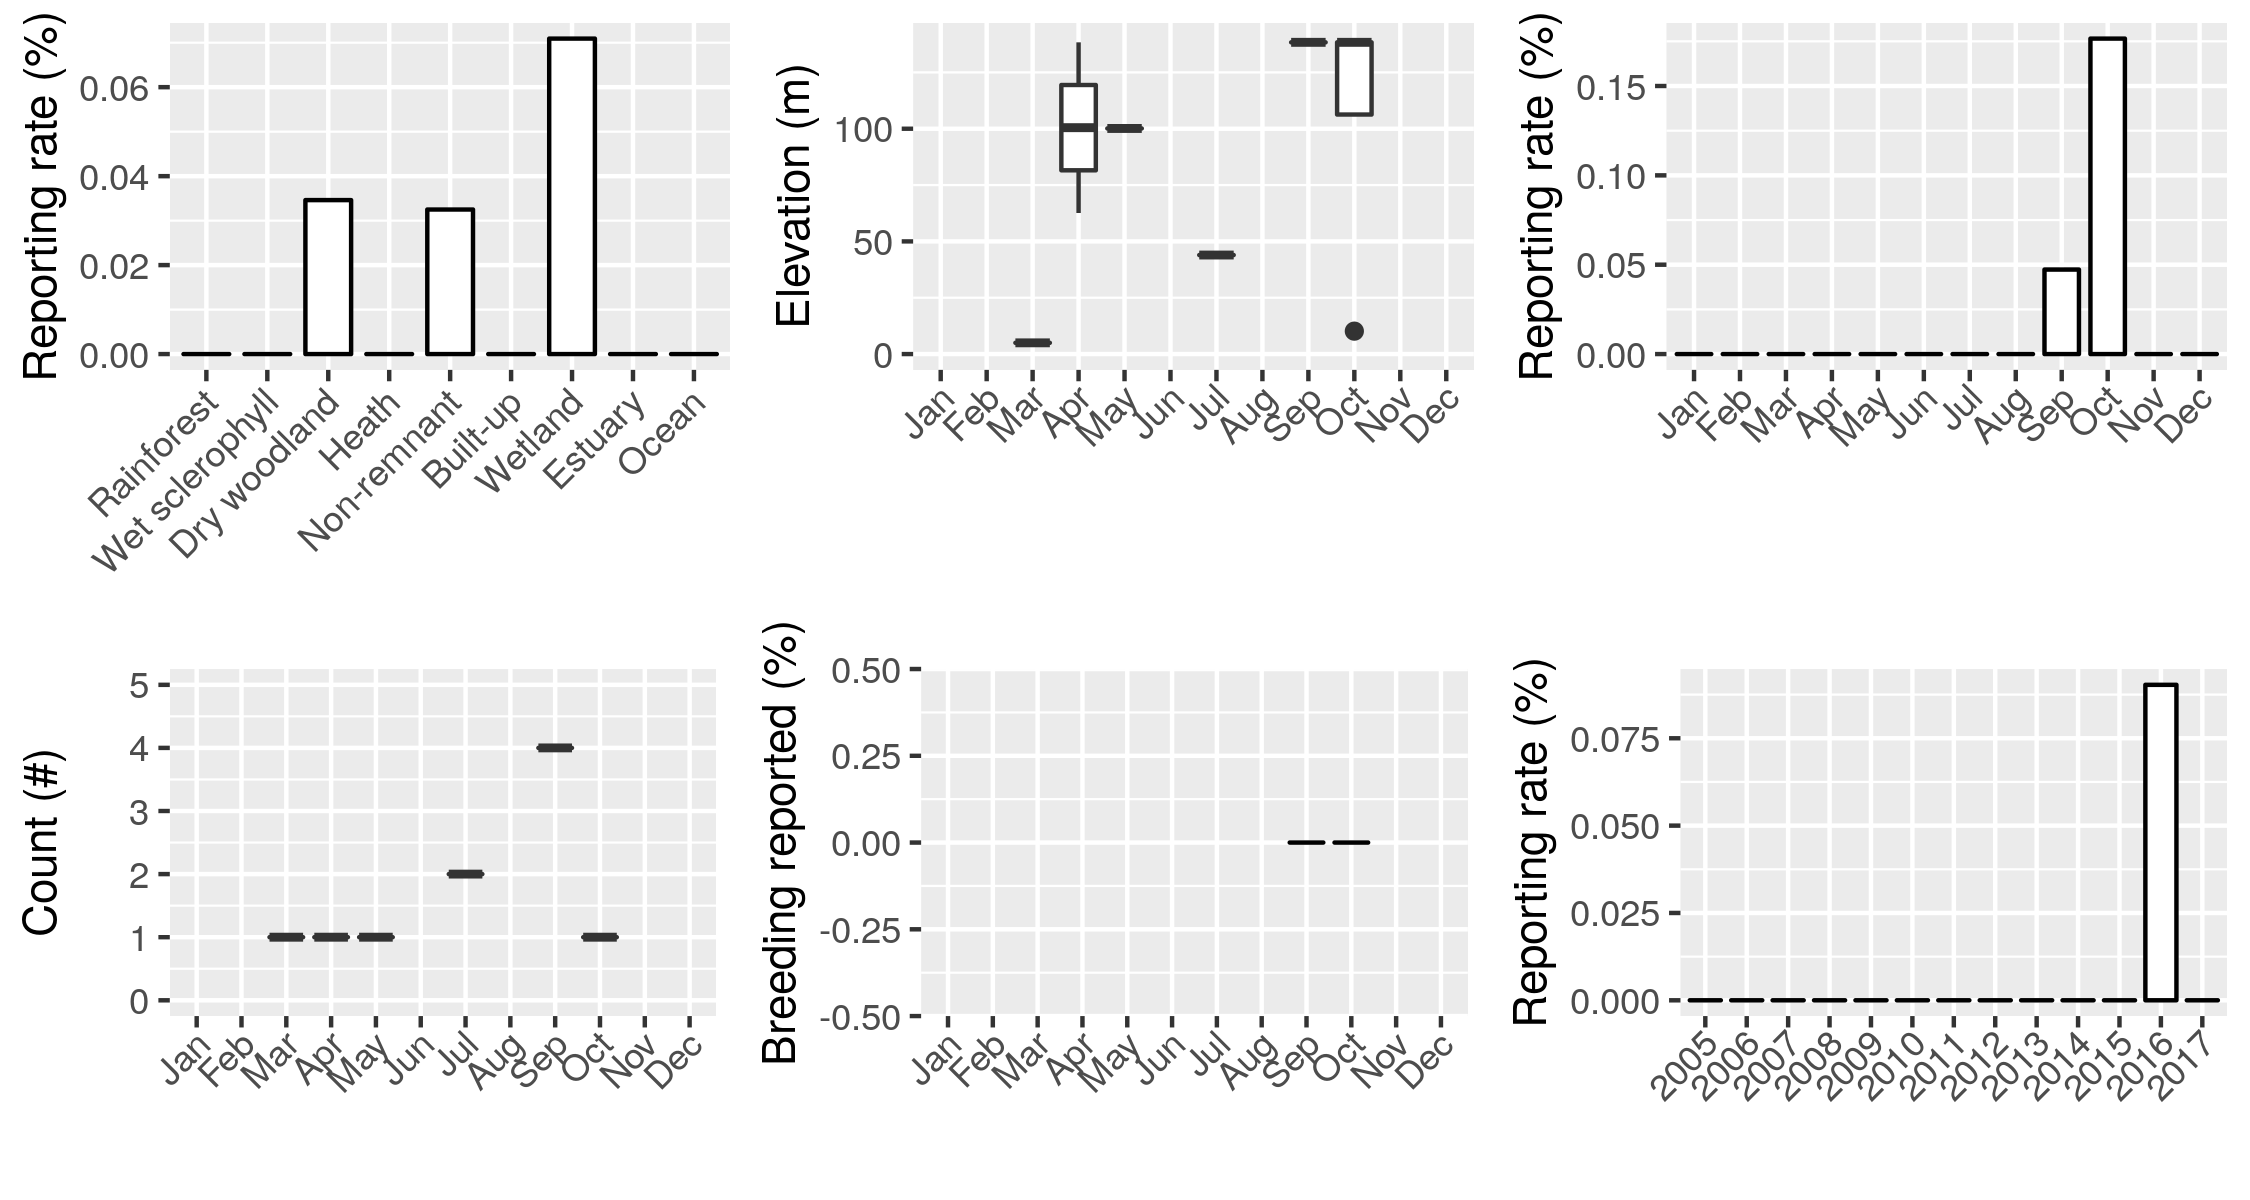 Reporting rate (%)
0.06
0.04
0.02
0.00
Rainforest
Wet sclerophyll
Dry woodland
Heath
Non-remnant
Built-up
Wetland
Estuary
Ocean
Elevation (m)
100
50
0
Jan
Feb
Mar
Apr
May
Jun
Jul
Aug
Sep
Oct
Nov
Dec
Reporting rate (%)
0.15
0.10
0.05
0.00
Jan
Feb
Mar
Apr
May
Jun
Jul
Aug
Sep
Oct
Nov
Dec
Count (#)
5
4
3
2
1
0
Jan
Feb
Mar
Apr
May
Jun
Jul
Aug
Sep
Oct
Nov
Dec
Breeding reported (%)
0.50
0.25
0.00
-0.25
-0.50
Jan
Feb
Mar
Apr
May
Jun
Jul
Aug
Sep
Oct
Nov
Dec
Reporting rate (%)
0.075
0.050
0.025
0.000
2005
2006
2007
2008
2009
2010
2011
2012
2013
2014
2015
2016
2017